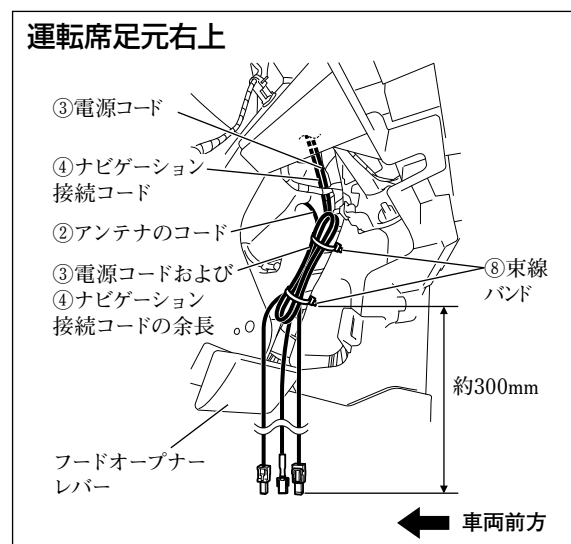 運転席足元右上
③電源コード
④ナビゲーション
接続コード
②アンテナのコード
③電源コードおよび
④ナビゲーション
接続コードの余長
⑧束線
バンド
約300mm
フードオープナー
レバー
車両前方